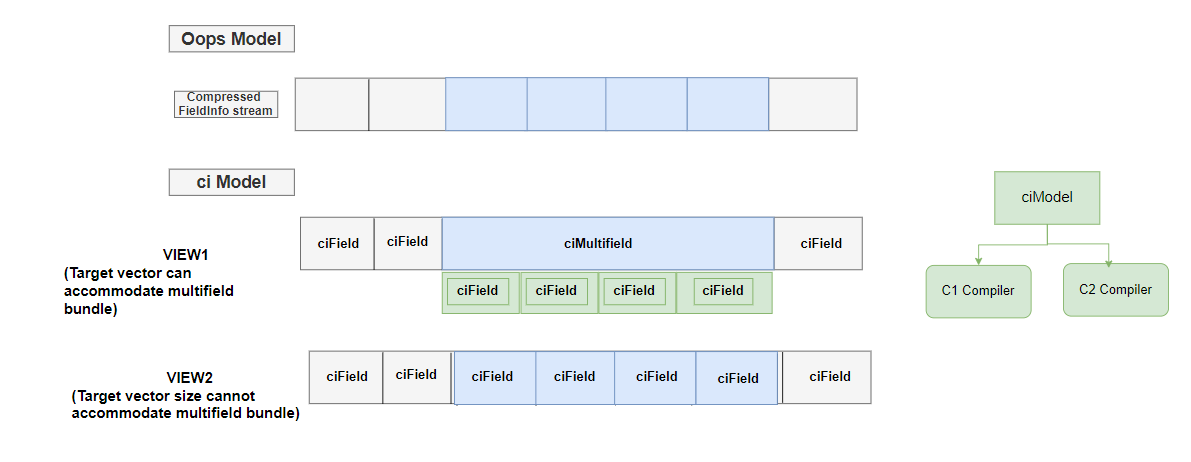 Oops Model
Compressed
FieldInfo stream
ci Model
ciModel
C1 Compiler
C2 Compiler
VIEW1
(Target vector can
accommodate multifield
bundle)
ciField
ciField
ciMultifield
ciField
ciField
ciField
ciField
ciField
VIEW2
(Target vector size cannot
accommodate multifield bundle)
ciField
ciField
ciField
ciField
ciField
ciField
ciField